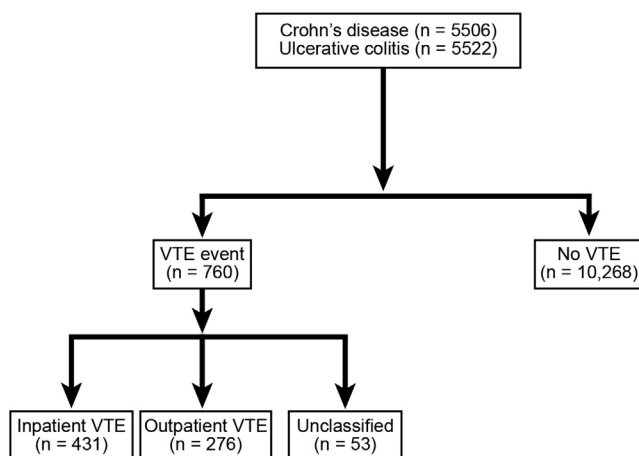 Crohn's disease (n = 5506)
Ulcerative colitis (n = 5522)
VTE event
(n = 760)
No VTE
(n = 10,268)
Inpatient VTE
(n = 431)
Outpatient VTE
(n = 276)
Unclassified
(n = 53)